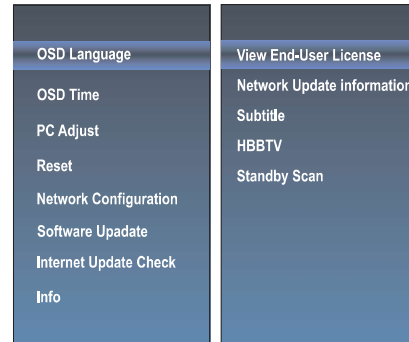 OSD Language
OSD Time
PC Adjust
Reset
Network Configuration
Software Upadate
Internet Update Check
Info
View End-User License
Network Update information
Subtitle
HBBTV
Standby Scan